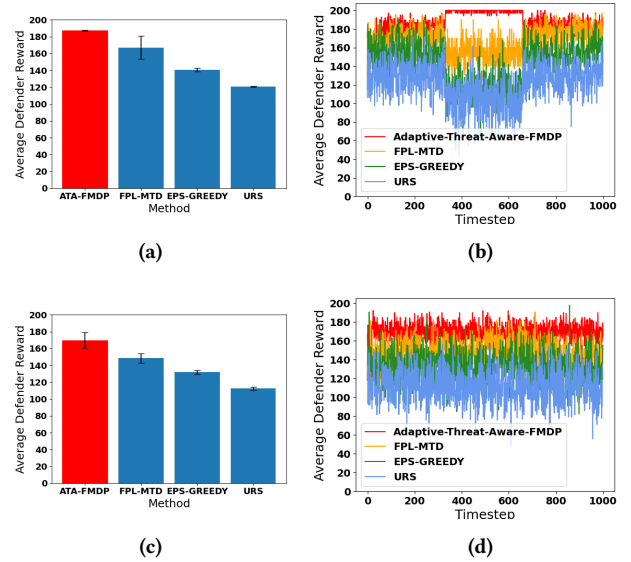 200
180
160
140
120
100
80
60
40
20
0
Average Defender Reward
ATA-FMDP FPL-MTD EPS-GREEDY URS
Method
(a)
200
180
160
140
120
100
80
60
40
20
0
Average Defender Reward
Adaptive-Threat-Aware-FMDP
FPL-MTD
EPS-GREEDY
URS
0 200 400 600 800 1000
Timestep
(b)
200
180
160
140
120
100
80
60
40
20
0
Average Defender Reward
ATA-FMDP FPL-MTD EPS-GREEDY URS
Method
(c)
200
180
160
140
120
100
80
60
40
20
0
Average Defender Reward
Adaptive-Threat-Aware-FMDP
FPL-MTD
EPS-GREEDY
URS
0 200 400 600 800 1000
Timestep
(d)